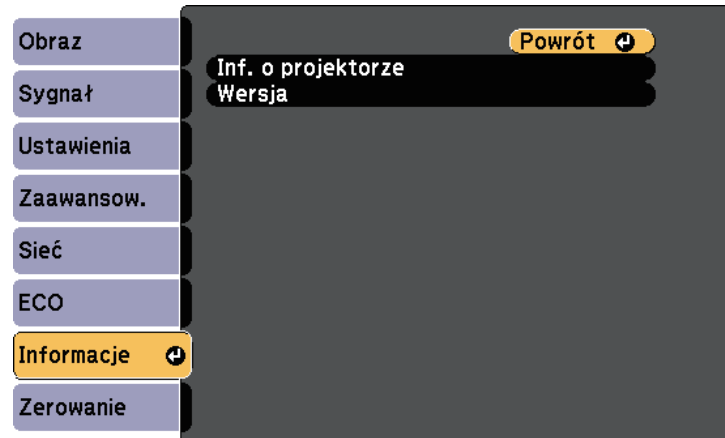 Obraz
Sygnał
Ustawienia
Zaawansow.
Sieć
ECO
Informacje
Zerowanie
Powrót
Inf. o projektorze
Wersja